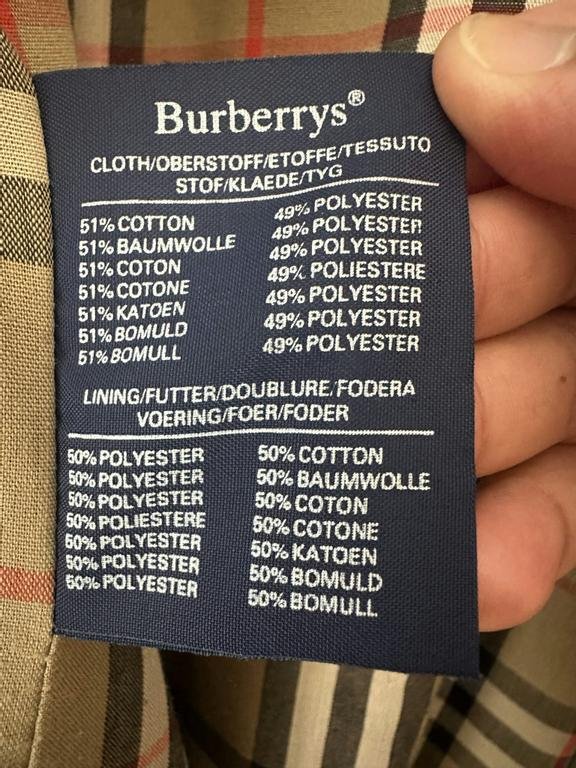 Burberrys®
CLOTH/OBERSTOFF/ETOFFE/TESSUTO
STOF/KLAEDE/TYG
51% COTTON 49% POLYESTER
51% BAUMWOLLE 49% POLYESTER
51% COTON 49% POLYESTER
51% COTONE 49% POLIESTERE
51% KATOEN 49% POLYESTER
51% BOMULD 49% POLYESTER
51% BOMULL 49% POLYESTER
LINING/FUTTER/DOUBLURE/FODERA
VOERING/FOER/FODER
50% POLYESTER 50% COTTON
50% POLYESTER 50% BAUMWOLLE
50% POLYESTER 50% COTON
50% POLIESTERE 50% COTONE
50% POLYESTER 50% KATOEN
50% POLYESTER 50% BOMULD
50% POLYESTER 50% BOMULL